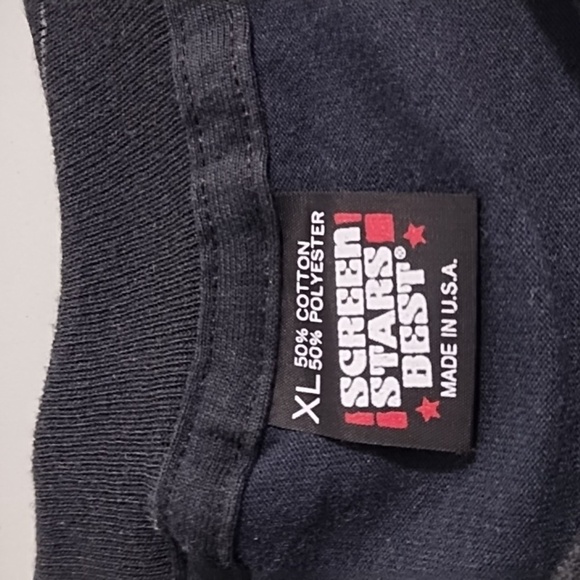 XL 50% COTTON
50% POLYESTER
SCREEN
STARS
BEST®
MADE IN U.S.A.